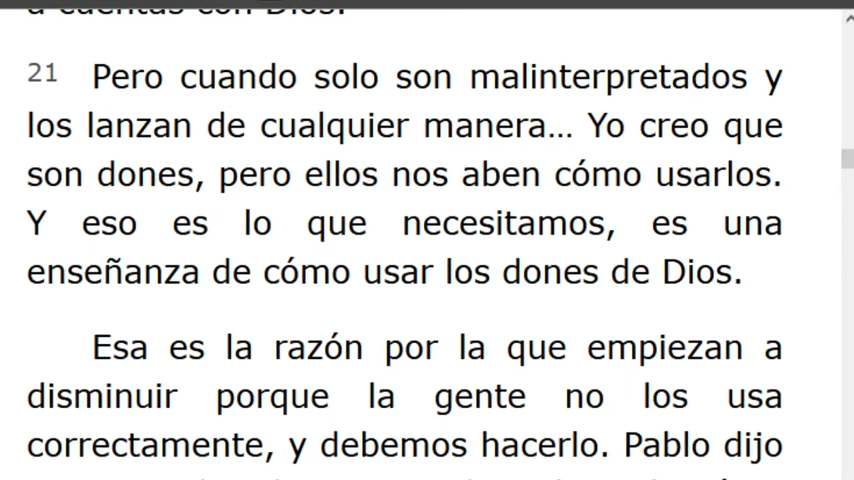 a cuentas con Dios.
21 Pero cuando solo son malinterpretados y
los lanzan de cualquier manera… Yo creo que
son dones, pero ellos nos aben cómo usarlos.
Y eso es lo que necesitamos, es una
enseñanza de cómo usar los dones de Dios.
Esa es la razón por la que empiezan a
disminuir porque la gente no los usa
correctamente, y debemos hacerlo. Pablo dijo